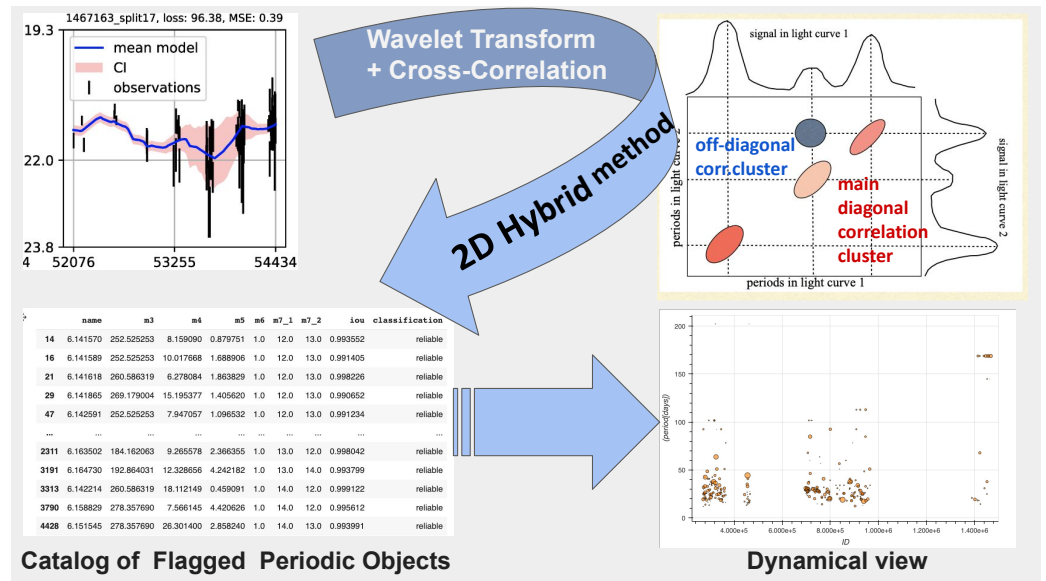 1467163_split17, loss: 96.38, MSE: 0.39
19.3
22.0
23.8
4 52076 53255 54434
mean model
CI
observations
Wavelet Transform
+ Cross-Correlation
2D Hybrid method
signal in light curve 1
off-diagonal
corr.cluster
main
diagonal
correlation
cluster
periods in light curve 2
signal in light curve 2
periods in light curve 1
name m3 m4 m5 m6 m7_1 m7_2 iou classification
14 6.141570 252.525253 8.159090 0.879751 1.0 12.0 13.0 0.993552 reliable
16 6.141589 252.525253 10.017668 1.688906 1.0 12.0 13.0 0.991405 reliable
21 6.141618 260.586319 6.278084 1.863829 1.0 12.0 13.0 0.998226 reliable
29 6.141865 269.179004 15.195377 1.405620 1.0 12.0 13.0 0.990652 reliable
47 6.142591 252.525253 7.947057 1.096532 1.0 12.0 13.0 0.991234 reliable
... ... ... ... ... ... ... ... ... ...
2311 6.163502 184.162063 9.265578 2.366355 1.0 13.0 12.0 0.998042 reliable
3191 6.164730 192.864031 12.328656 4.242182 1.0 13.0 14.0 0.993799 reliable
3313 6.142214 260.586319 18.112149 0.459091 1.0 14.0 12.0 0.999122 reliable
3790 6.158829 278.357690 7.566145 4.420626 1.0 14.0 12.0 0.995612 reliable
4428 6.151545 278.357690 26.301400 2.858240 1.0 14.0 13.0 0.993991 reliable
Catalog of Flagged Periodic Objects
200
150
100
50
0
(period[days])
4.000e+5 6.000e+5 8.000e+5 1.000e+6 1.200e+6 1.400e+6
ID
Dynamical view